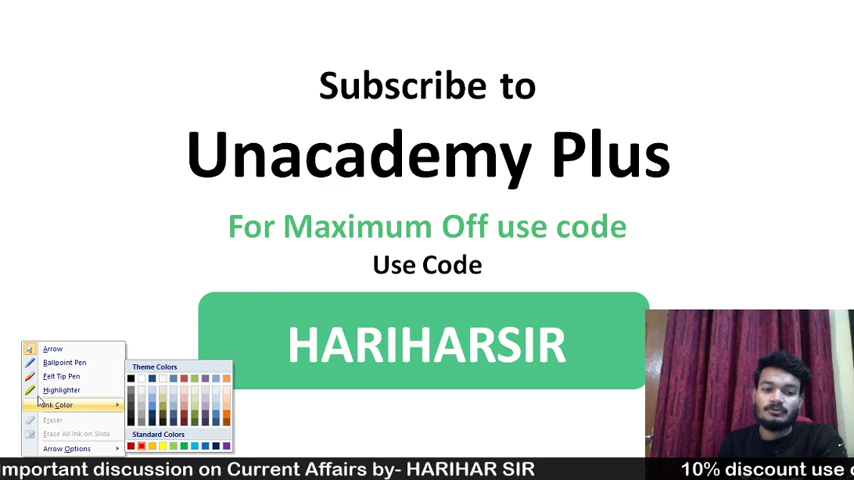 Subscribe to
Unacademy Plus
For Maximum Off use code
Use Code
HARIHARSIR
Arrow
Ballpoint Pen
Felt Tip Pen
Highlighter
Ink Color
Eraser
Erase All Ink on Slide
Arrow Options
Theme Colors
Standard Colors
mportant discussion on Current Affairs by- HARIHAR SIR
10% discount use c